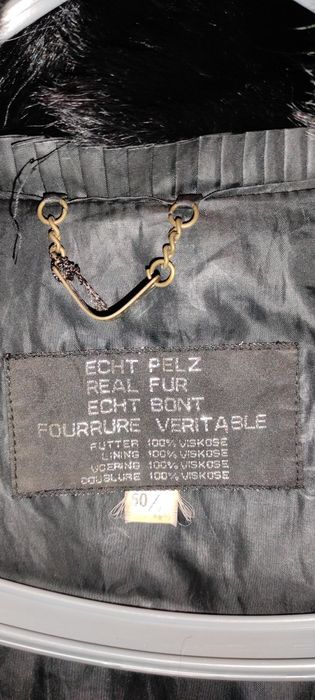 ECHT PELZ
REAL FUR
ECHT BONT
FOURRURE VERITABLE
FUTTER 100% VISKOSE
LINING 100% VISKOSE
VOERING 100% VISKOSE
DOUBLURE 100% VISKOSE
50/